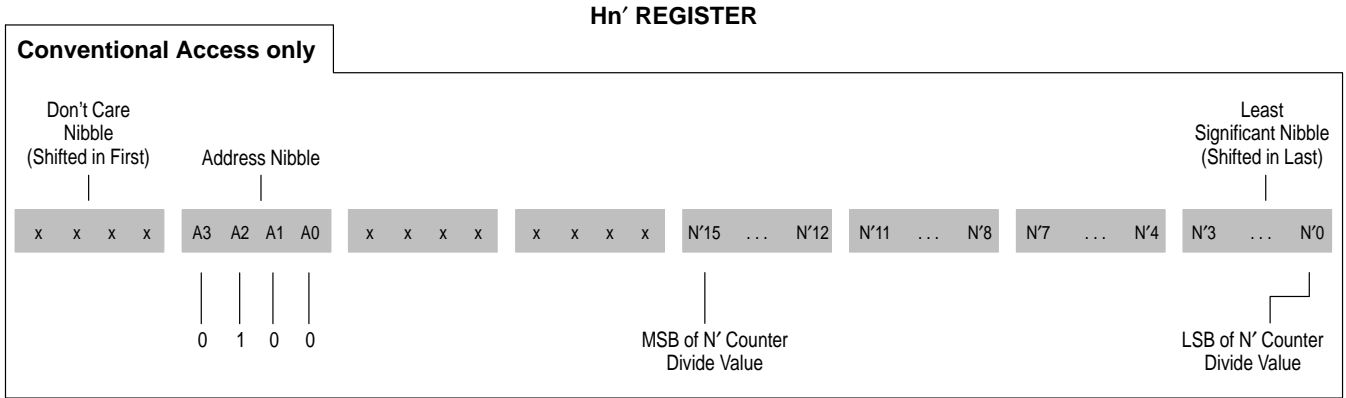 Hn′ REGISTER
Conventional Access only
Don't Care
Nibble
(Shifted in First)
Address Nibble
Least
Significant Nibble
(Shifted in Last)
x x x x A3 A2 A1 A0 x x x x x x x x N′15 . . . N′12 N′11 . . . N′8 N′7 . . . N′4 N′3 . . . N′0
0 1 0 0
MSB of N′ Counter
Divide Value
LSB of N′ Counter
Divide Value